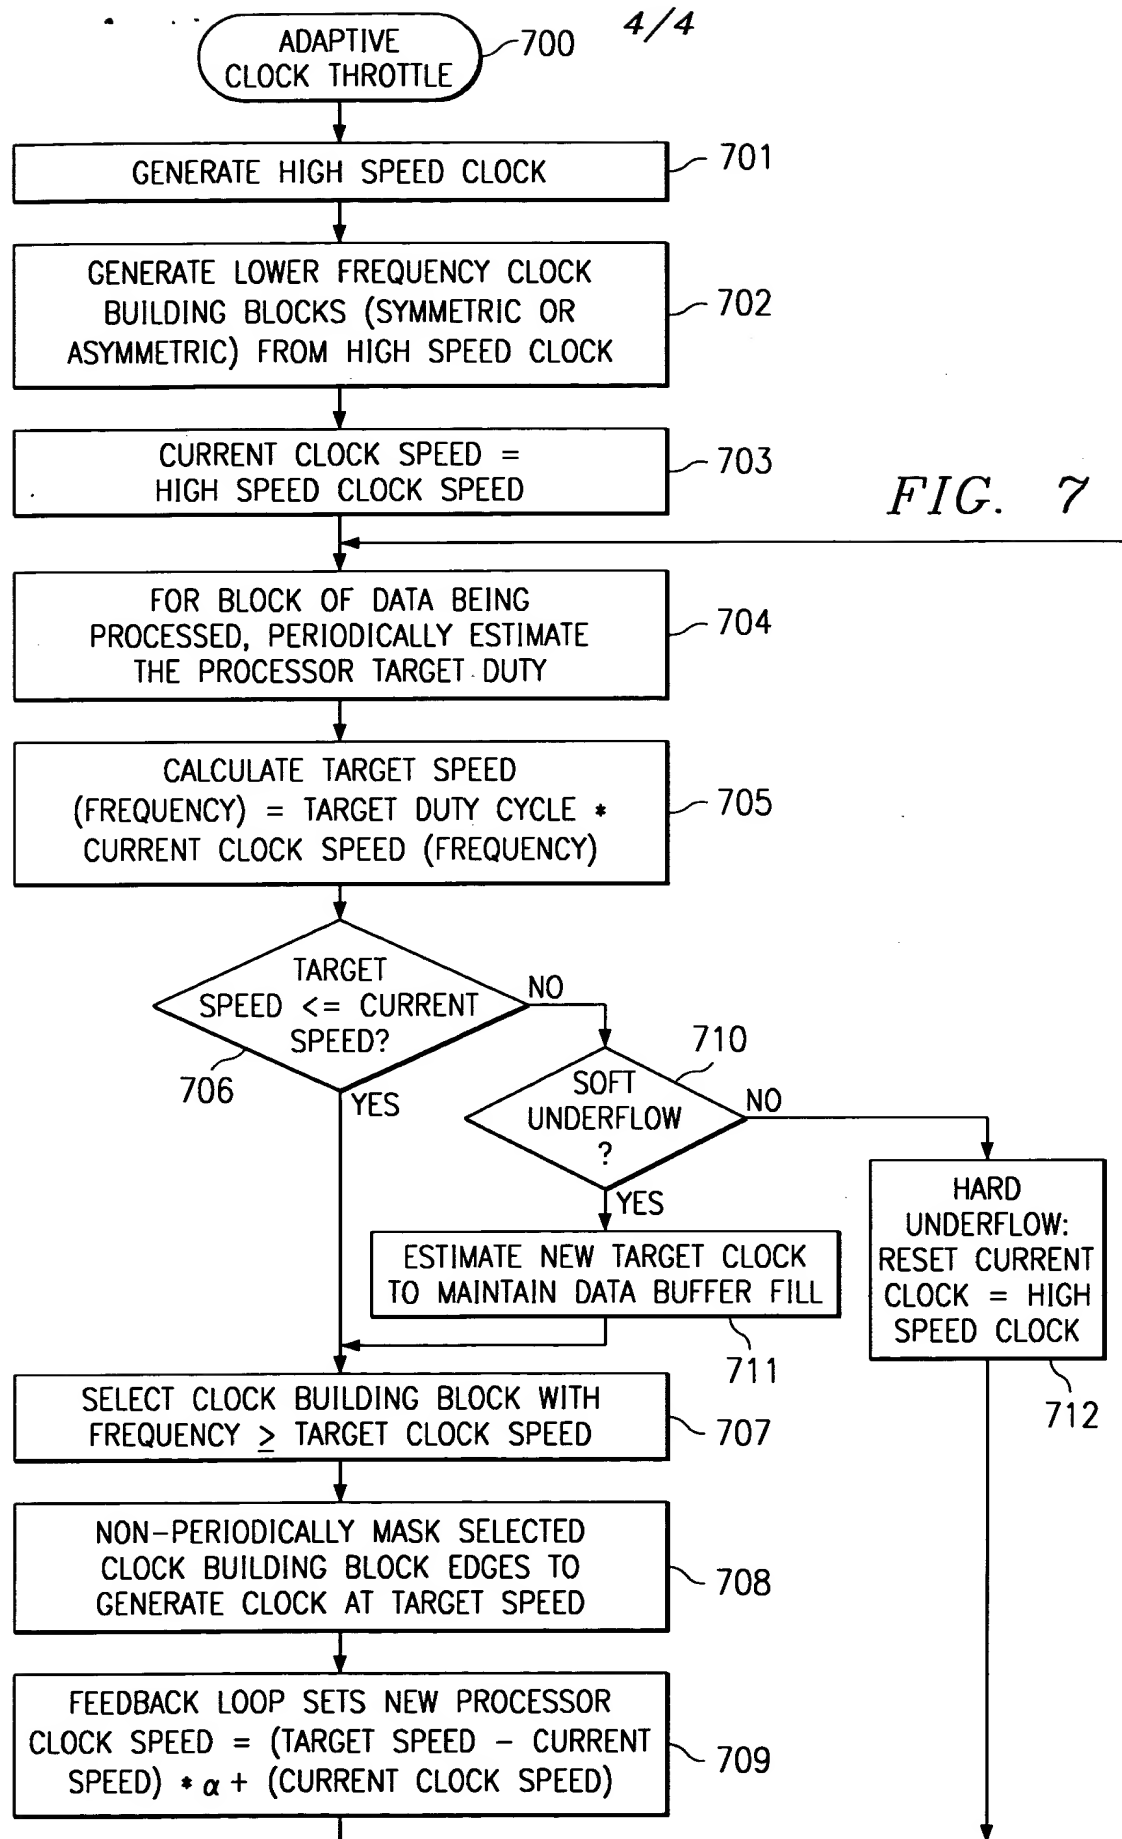 4/4
ADAPTIVE
CLOCK THROTTLE
700
GENERATE HIGH SPEED CLOCK
701
GENERATE LOWER FREQUENCY CLOCK
BUILDING BLOCKS (SYMMETRIC OR
ASYMMETRIC) FROM HIGH SPEED CLOCK
702
CURRENT CLOCK SPEED =
HIGH SPEED CLOCK SPEED
703
FIG. 7
FOR BLOCK OF DATA BEING
PROCESSED, PERIODICALLY ESTIMATE
THE PROCESSOR TARGET DUTY
704
CALCULATE TARGET SPEED
(FREQUENCY) = TARGET DUTY CYCLE *
CURRENT CLOCK SPEED (FREQUENCY)
705
TARGET
SPEED <= CURRENT
SPEED?
706
NO
YES
710
SOFT
UNDERFLOW
?
NO
YES
HARD
UNDERFLOW:
RESET CURRENT
CLOCK = HIGH
SPEED CLOCK
712
ESTIMATE NEW TARGET CLOCK
TO MAINTAIN DATA BUFFER FILL
711
SELECT CLOCK BUILDING BLOCK WITH
FREQUENCY ≥ TARGET CLOCK SPEED
707
NON-PERIODICALLY MASK SELECTED
CLOCK BUILDING BLOCK EDGES TO
GENERATE CLOCK AT TARGET SPEED
708
FEEDBACK LOOP SETS NEW PROCESSOR
CLOCK SPEED = (TARGET SPEED - CURRENT
SPEED) * α + (CURRENT CLOCK SPEED)
709